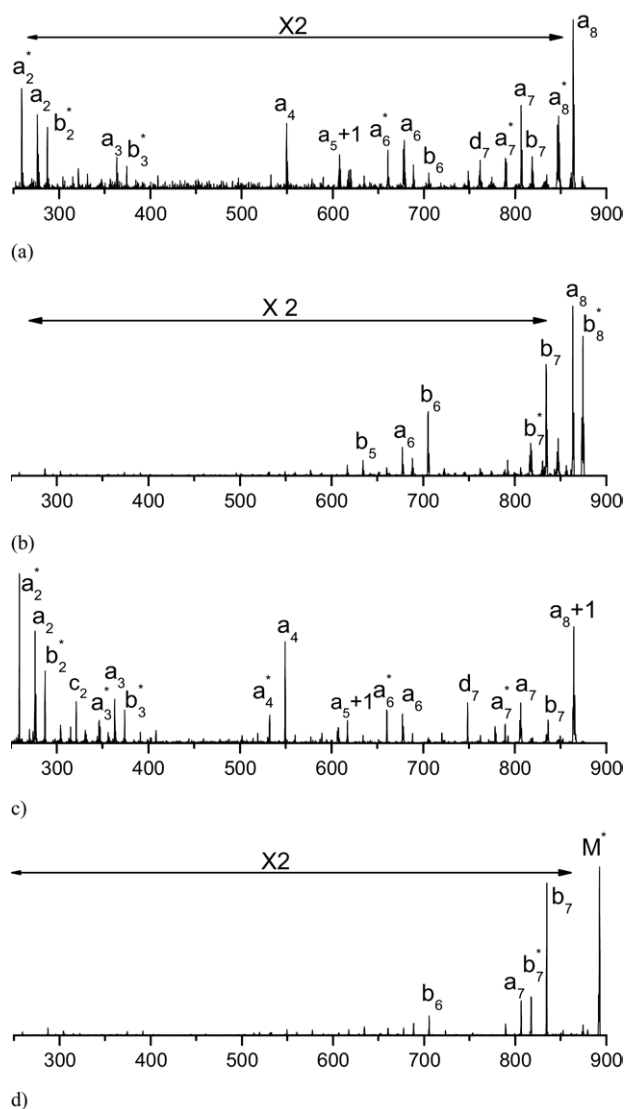 X2
a₂* a₂ b₂* a₃ b₃* a₄ a₅+1 a₆* a₆ b₆ d₇ a₇* a₇ b₇ a₈* a₈
300 400 500 600 700 800 900
(a)
X 2
b₅ a₆ b₆ b₇* b₇ a₈ b₈*
300 400 500 600 700 800 900
(b)
a₂* a₂ b₂* c₂ a₃* a₃ b₃* a₄* a₄ a₅+1 a₆* a₆ d₇ a₇* a₇ b₇ a₈+1
300 400 500 600 700 800 900
c)
X2
b₆ a₇ b₇* b₇ M*
300 400 500 600 700 800 900
d)